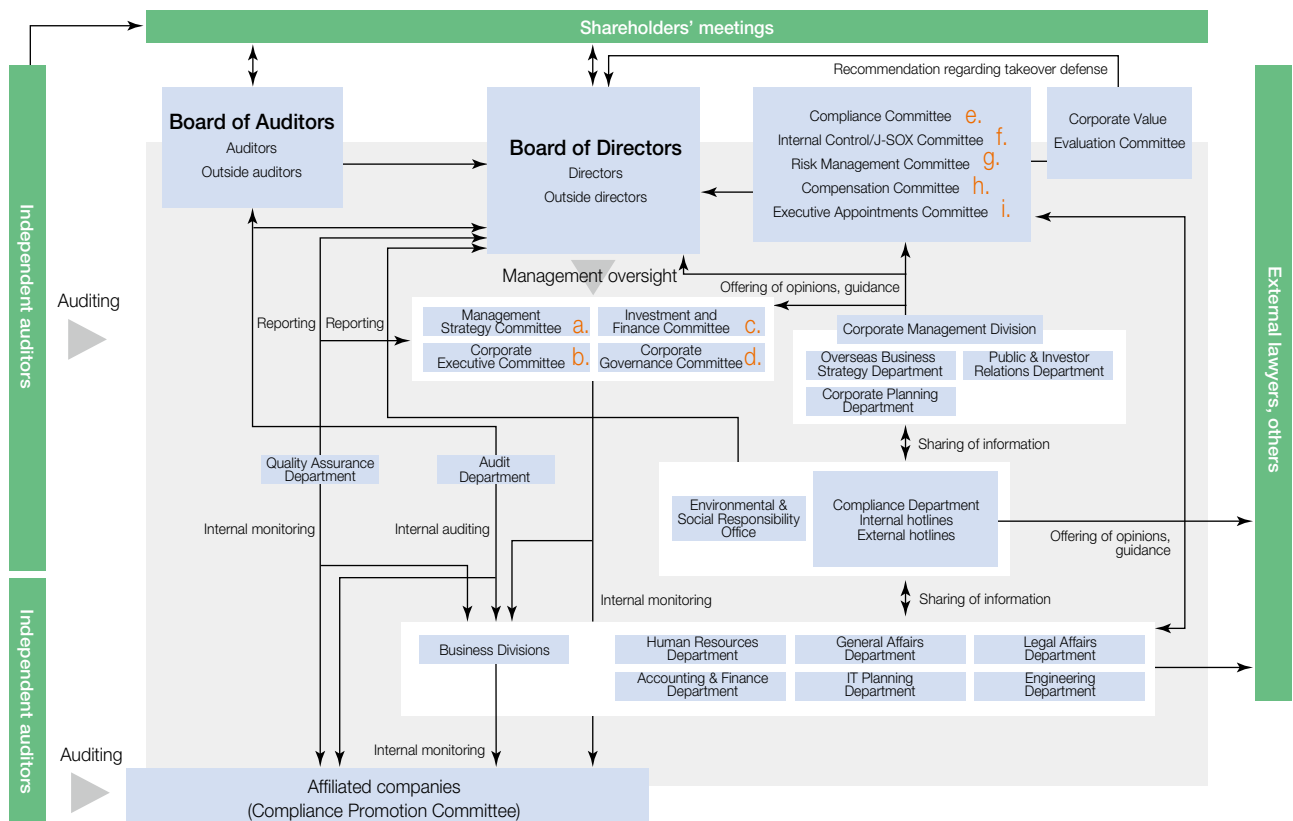 Shareholders' meetings
Recommendation regarding takeover defense
Independent auditors
Auditing
Board of Auditors
Auditors
Outside auditors
Board of Directors
Directors
Outside directors
Compliance Committee e.
Internal Control/J-SOX Committee f.
Risk Management Committee g.
Compensation Committee h.
Executive Appointments Committee i.
Corporate Value
Evaluation Committee
External lawyers, others
Management oversight
Offering of opinions, guidance
Reporting
Reporting
Management
Strategy Committee a.
Investment and
Finance Committee c.
Corporate
Executive Committee b.
Corporate
Governance Committee d.
Corporate Management Division
Overseas Business
Strategy Department
Public & Investor
Relations Department
Corporate Planning
Department
Sharing of information
Quality Assurance
Department
Audit
Department
Environmental &
Social Responsibility
Office
Compliance Department
Internal hotlines
External hotlines
Internal monitoring
Internal auditing
Offering of opinions,
guidance
Internal monitoring
Sharing of information
Business Divisions
Human Resources
Department
General Affairs
Department
Legal Affairs
Department
Accounting & Finance
Department
IT Planning
Department
Engineering
Department
Independent auditors
Auditing
Internal monitoring
Affiliated companies
(Compliance Promotion Committee)